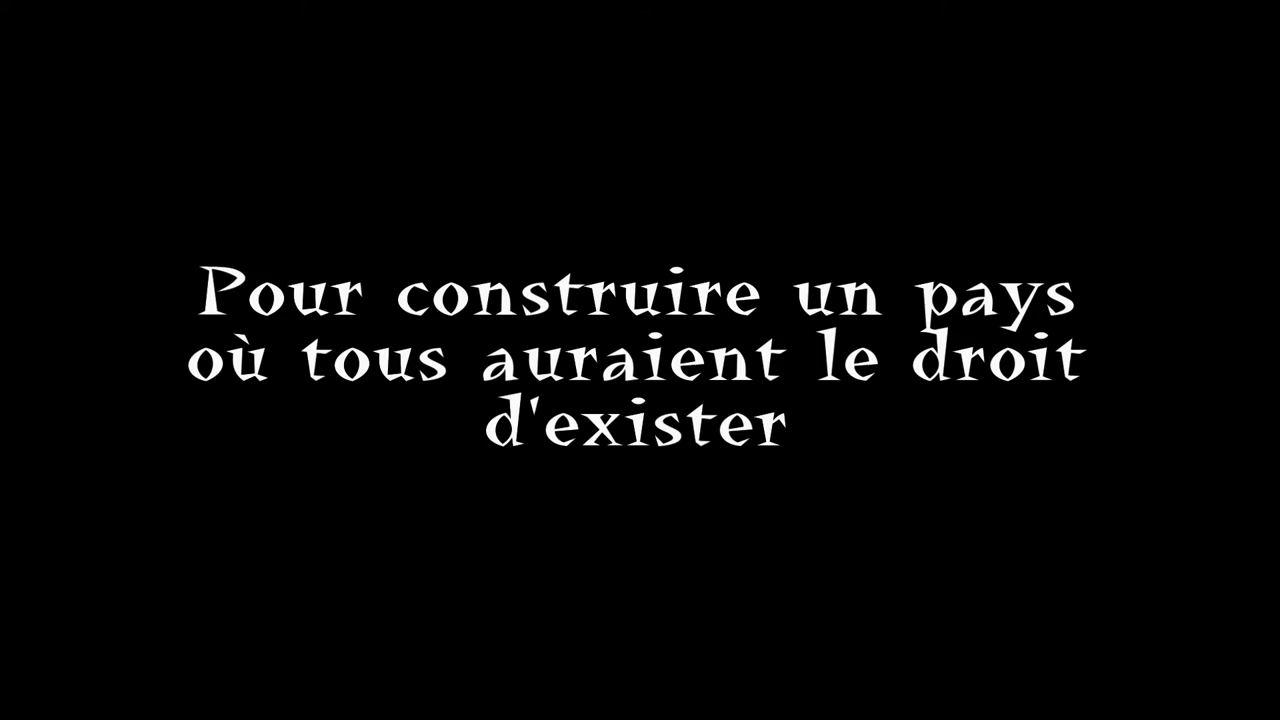 Pour construire un pays
où tous auraient le droit
d'exister